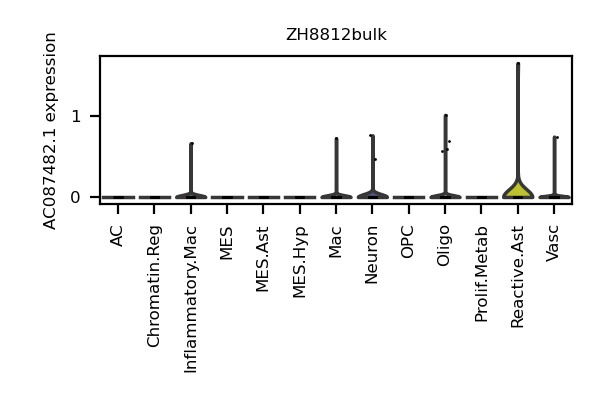 ZH8812bulk
AC087482.1 expression
1
0
AC
Chromatin.Reg
Inflammatory.Mac
MES
MES.Ast
MES.Hyp
Mac
Neuron
OPC
Oligo
Prolif.Metab
Reactive.Ast
Vasc